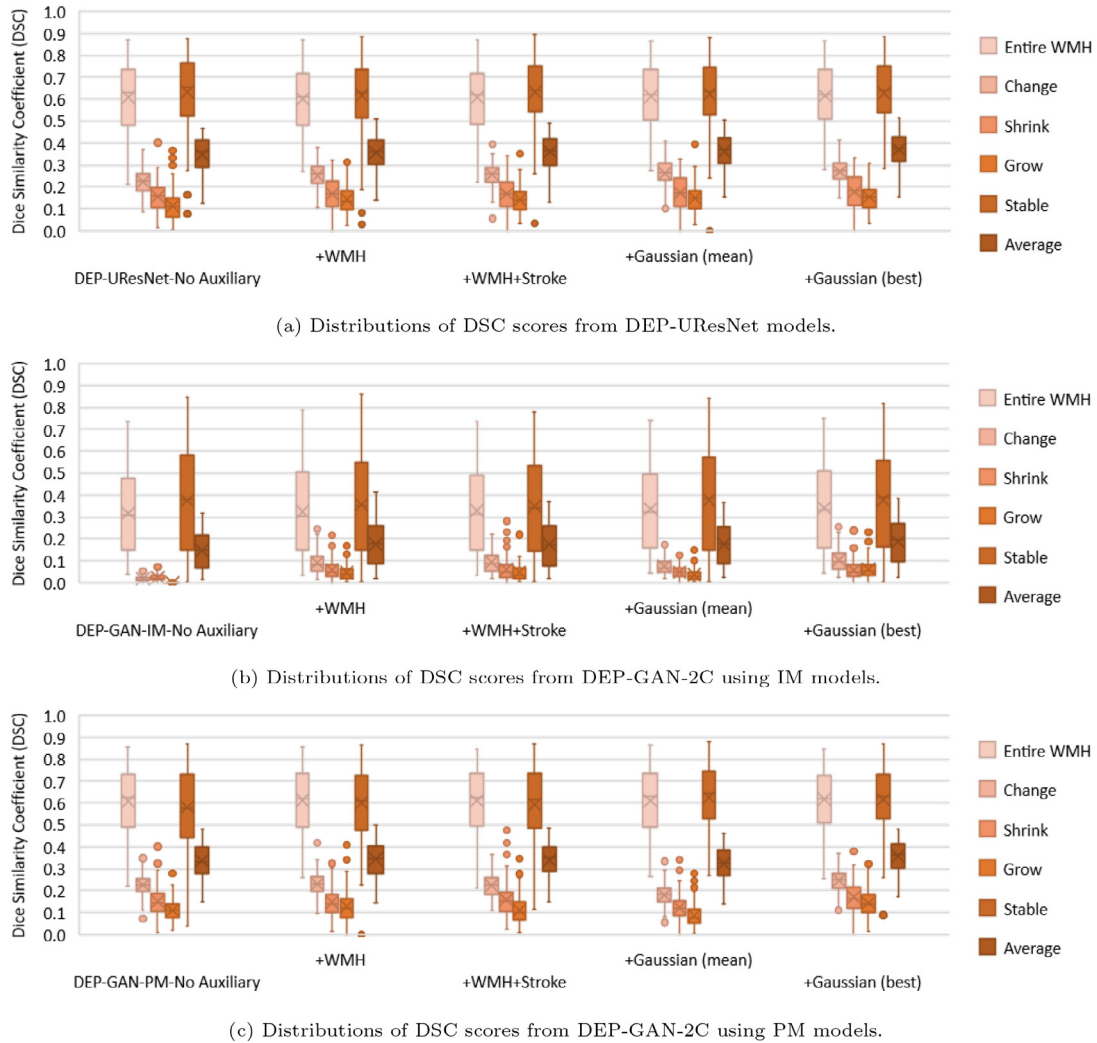 Dice Similarity Coefficient (DSC)
1.0
0.9
0.8
0.7
0.6
0.5
0.4
0.3
0.2
0.1
0.0
+WMH
+Gaussian (mean)
DEP-UResNet-No Auxiliary
+WMH+Stroke
+Gaussian (best)
Entire WMH
Change
Shrink
Grow
Stable
Average
(a) Distributions of DSC scores from DEP-UResNet models.
Dice Similarity Coefficient (DSC)
1.0
0.9
0.8
0.7
0.6
0.5
0.4
0.3
0.2
0.1
0.0
+WMH
+Gaussian (mean)
DEP-GAN-IM-No Auxiliary
+WMH+Stroke
+Gaussian (best)
Entire WMH
Change
Shrink
Grow
Stable
Average
(b) Distributions of DSC scores from DEP-GAN-2C using IM models.
Dice Similarity Coefficient (DSC)
1.0
0.9
0.8
0.7
0.6
0.5
0.4
0.3
0.2
0.1
0.0
+WMH
+Gaussian (mean)
DEP-GAN-PM-No Auxiliary
+WMH+Stroke
+Gaussian (best)
Entire WMH
Change
Shrink
Grow
Stable
Average
(c) Distributions of DSC scores from DEP-GAN-2C using PM models.